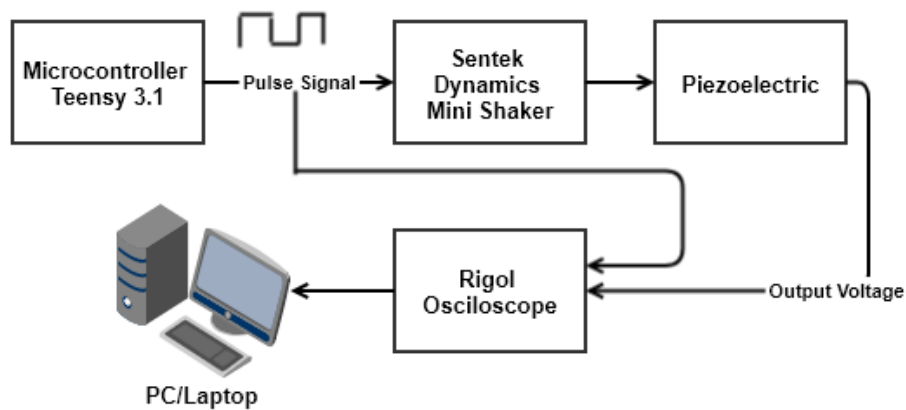 Microcontroller
Teensy 3.1
Pulse Signal
Sentek
Dynamics
Mini Shaker
Piezoelectric
Rigol
Osciloscope
Output Voltage
PC/Laptop